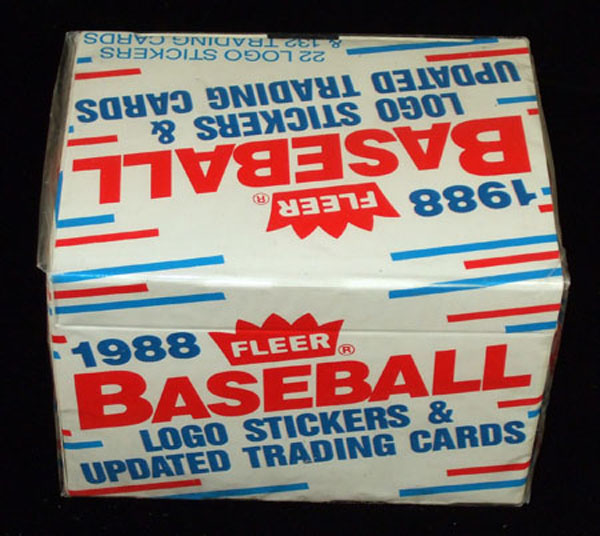 22 LOGO STICKERS
& 132 TRADING CARDS
1988 FLEER®
BASEBALL
LOGO STICKERS &
UPDATED TRADING CARDS
1988 FLEER®
BASEBALL
LOGO STICKERS &
UPDATED TRADING CARDS